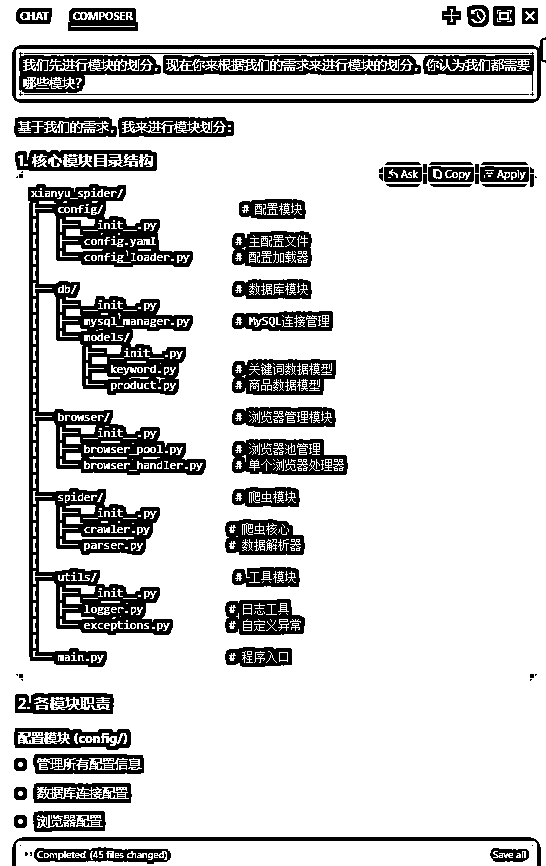 CHAT COMPOSER
我们先进行模块的划分，现在你来根据我们的需求来进行模块的划分，你认为我们都需要
哪些模块？
基于我们的需求，我来进行模块划分：
1. 核心模块目录结构
Ask Copy Apply
xianyu_spider/
config/ # 配置模块
__init__.py
config.yaml # 主配置文件
config_loader.py # 配置加载器
db/ # 数据库模块
__init__.py
mysql_manager.py # MySQL连接管理
models/
__init__.py
keyword.py # 关键词数据模型
product.py # 商品数据模型
browser/ # 浏览器管理模块
__init__.py
browser_pool.py # 浏览器池管理
browser_handler.py # 单个浏览器处理器
spider/ # 爬虫模块
__init__.py
crawler.py # 爬虫核心
parser.py # 数据解析器
utils/ # 工具模块
__init__.py
logger.py # 日志工具
exceptions.py # 自定义异常
main.py # 程序入口
2. 各模块职责
配置模块 (config/)
管理所有配置信息
数据库连接配置
浏览器配置
Completed (45 files changed) Save all